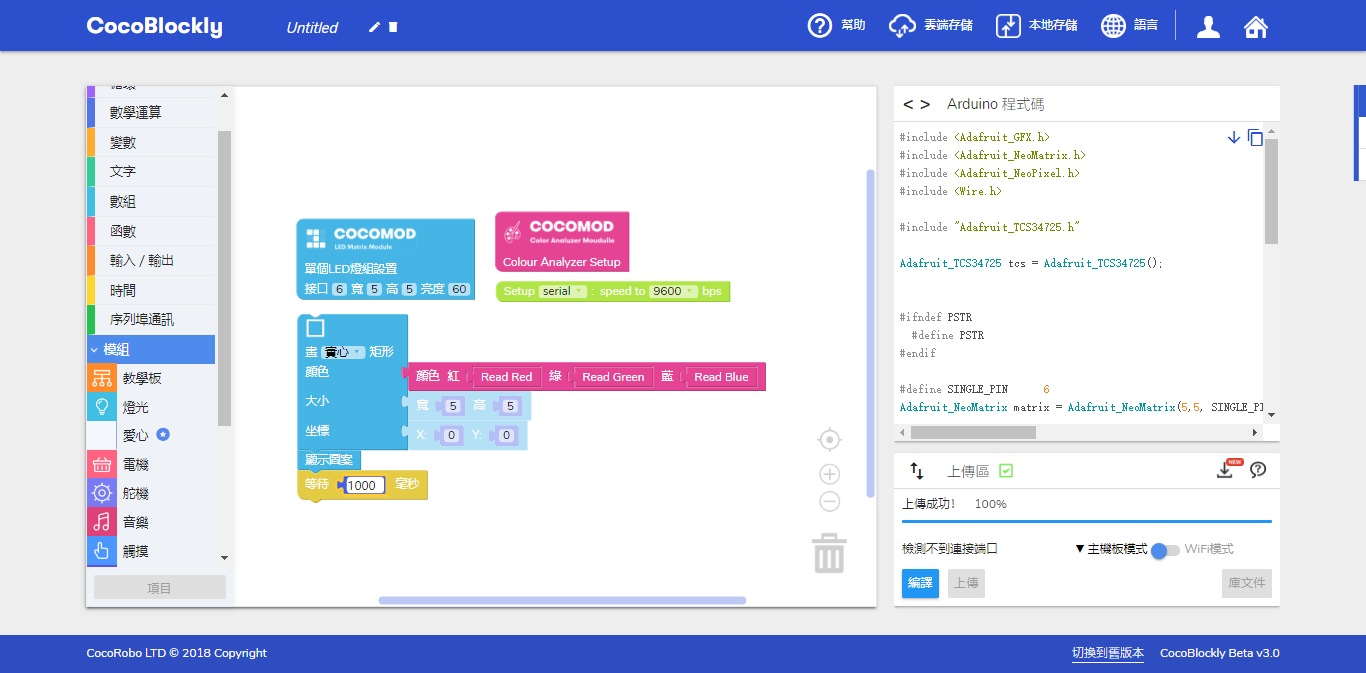 CocoBlockly
Untitled
幫助
雲端存儲
本地存儲
語言
數學運算
變數
文字
數組
函數
輸入 / 輸出
時間
序列埠通訊
模組
教學板
燈光
愛心
電機
舵機
音樂
觸摸
項目
COCOMOD
LED Matrix Module
單個LED燈組設置
接口 6 寬 5 高 5 亮度 60
COCOMOD
Color Analyzer Moudulle
Colour Analyzer Setup
Setup serial : speed to 9600 bps
畫 實心 矩形
顏色 顏色 紅 Read Red 綠 Read Green 藍 Read Blue
大小 寬 5 高 5
坐標 X: 0 Y: 0
顯示圖案
等待 1000 毫秒
< > Arduino 程式碼
#include <Adafruit_GFX.h>
#include <Adafruit_NeoMatrix.h>
#include <Adafruit_NeoPixel.h>
#include <Wire.h>
#include "Adafruit_TCS34725.h"
Adafruit_TCS34725 tcs = Adafruit_TCS34725();
#ifndef PSTR
#define PSTR
#endif
#define SINGLE_PIN 6
Adafruit_NeoMatrix matrix = Adafruit_NeoMatrix(5,5, SINGLE_PI
上傳區
NEW
上傳成功! 100%
檢測不到連接端口
▼主機板模式
WiFi模式
編譯
上傳
庫文件
CocoRobo LTD © 2018 Copyright
切換到舊版本
CocoBlockly Beta v3.0